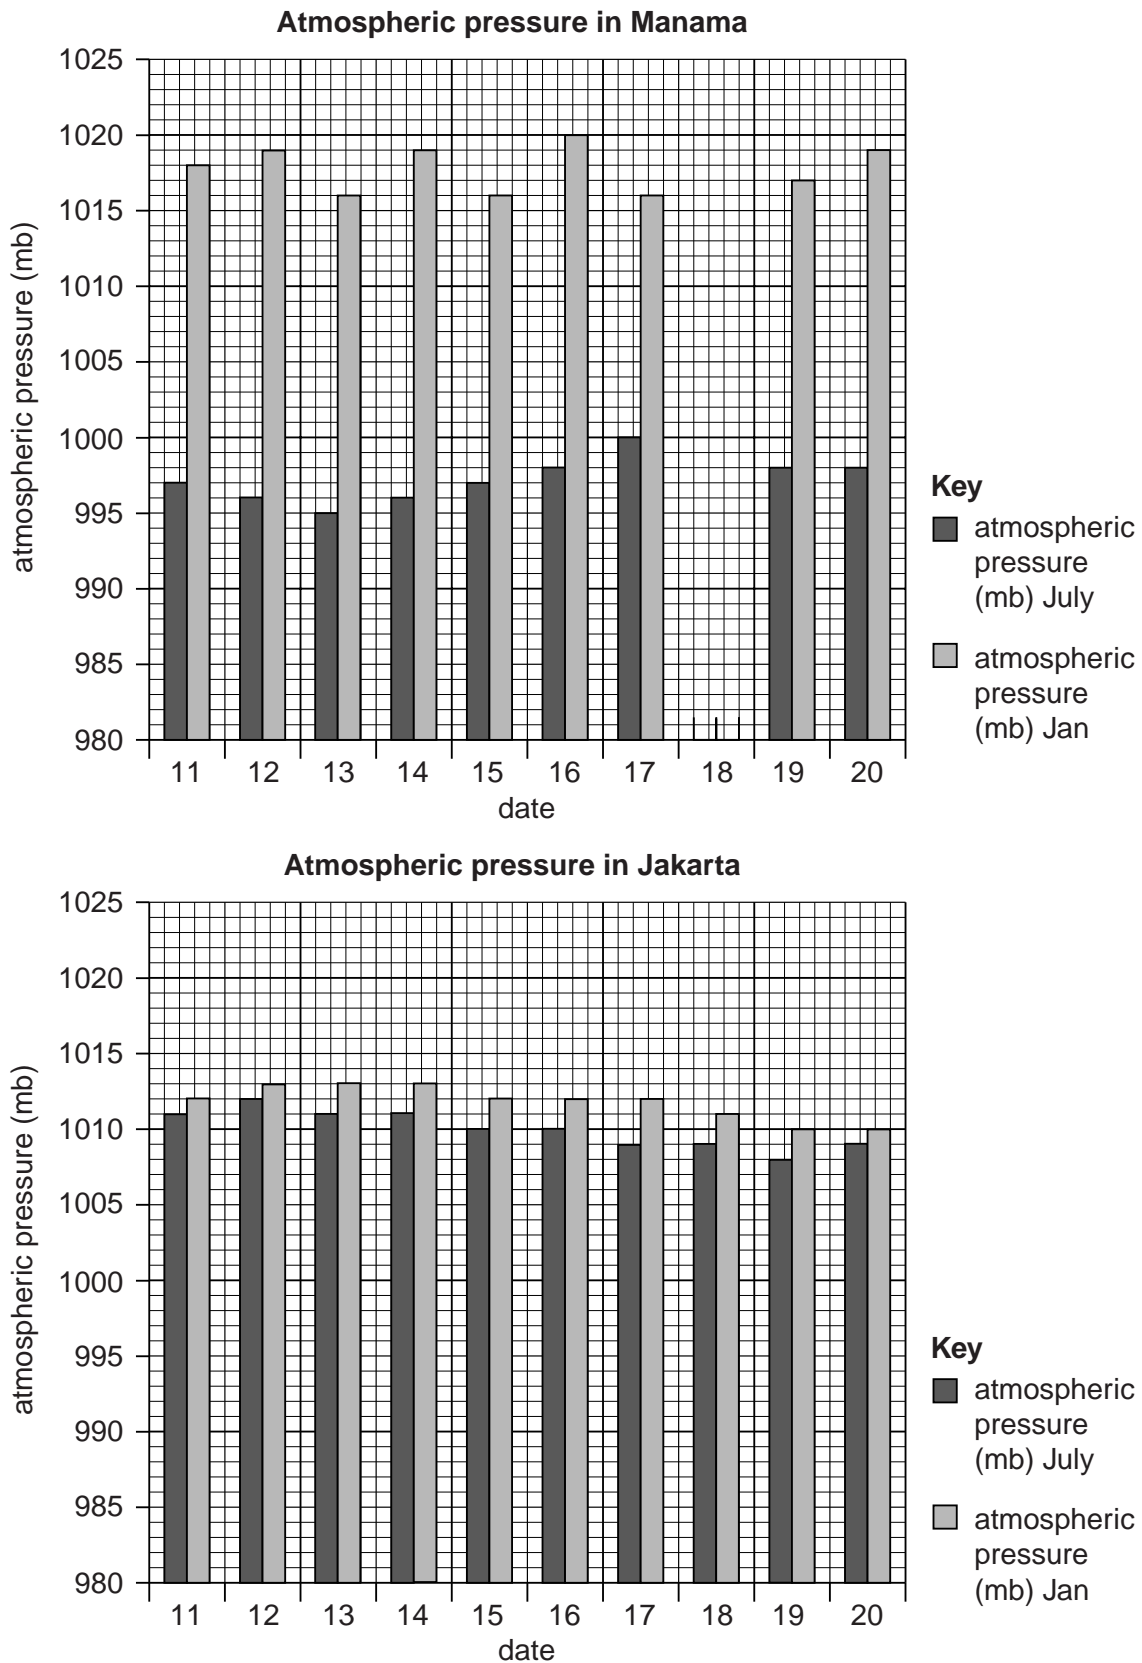 Atmospheric pressure in Manama
1025
1020
1015
1010
1005
1000
995
990
985
980
atmospheric pressure (mb)
11 12 13 14 15 16 17 18 19 20
date
Key
atmospheric
pressure
(mb) July
atmospheric
pressure
(mb) Jan
Atmospheric pressure in Jakarta
1025
1020
1015
1010
1005
1000
995
990
985
980
atmospheric pressure (mb)
11 12 13 14 15 16 17 18 19 20
date
Key
atmospheric
pressure
(mb) July
atmospheric
pressure
(mb) Jan